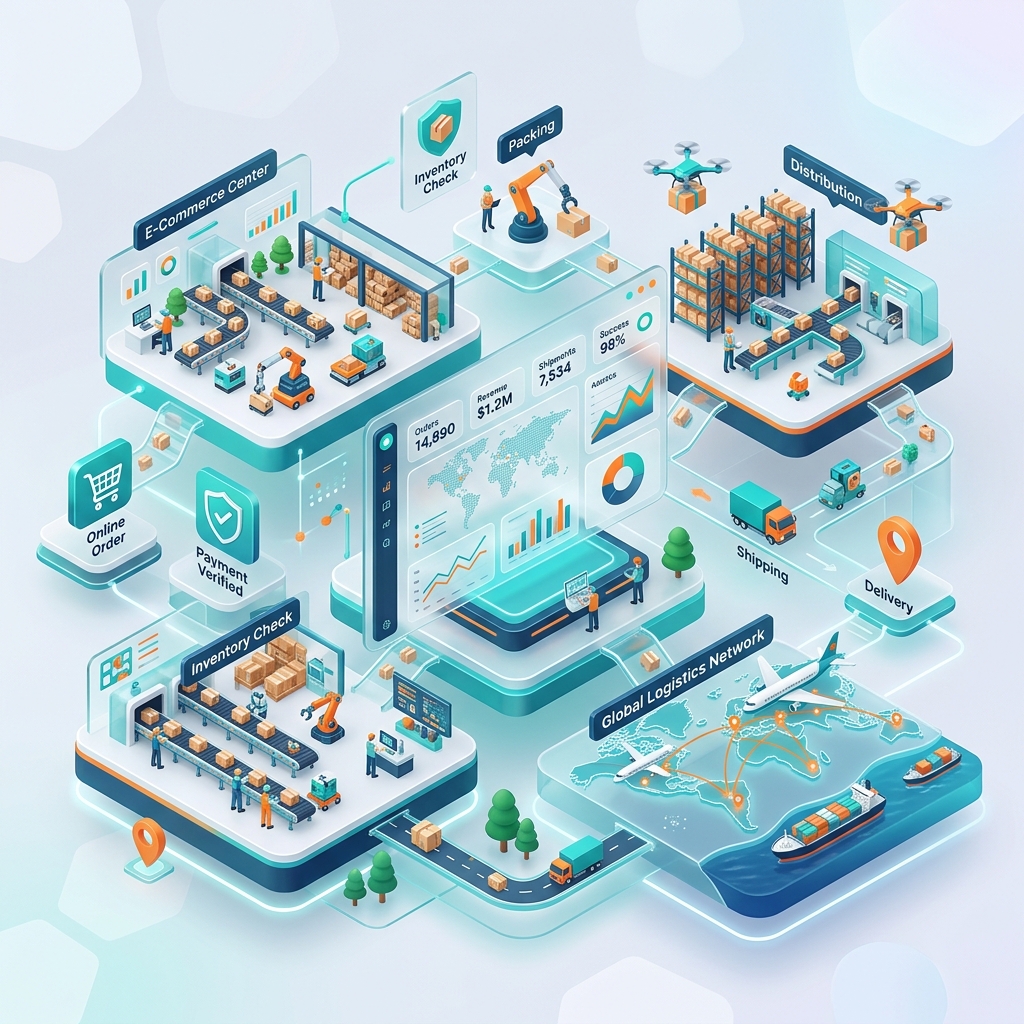 Inventory
Check
Packing
E-Commerce Center
Distribution
Success
98%
Shipments
7,534
Revenue
$1.2M
Orders
14,890
Online
Order
Payment
Verified
Shipping
Delivery
Inventory Check
Global Logistics Network